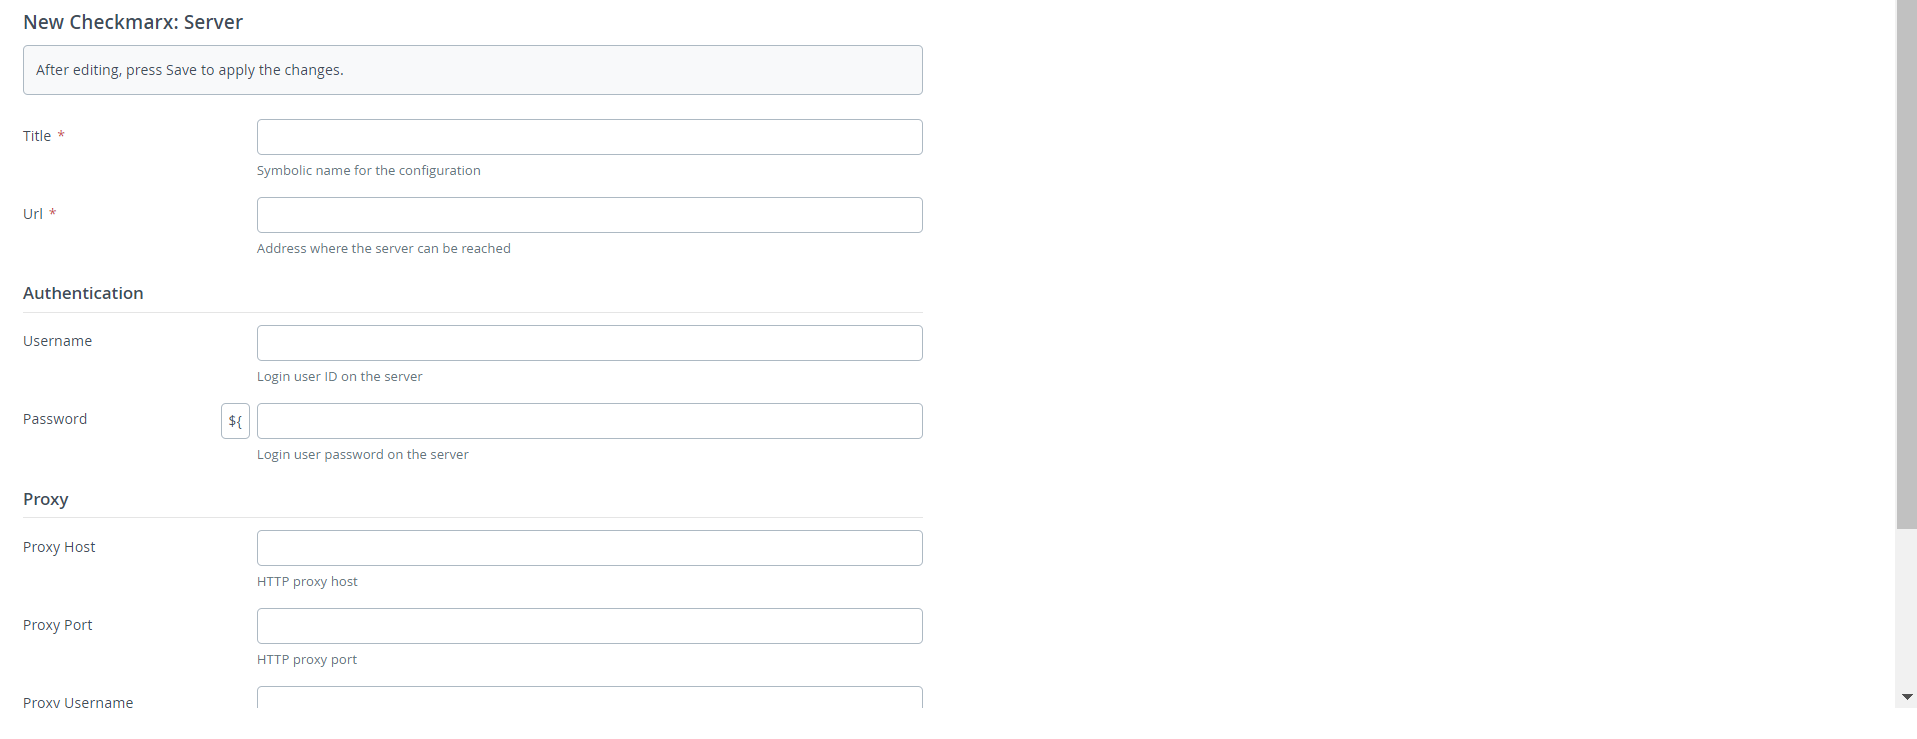 New Checkmarx: Server
After editing, press Save to apply the changes.
Title *
Symbolic name for the configuration
Url *
Address where the server can be reached
Authentication
Username
Login user ID on the server
Password ${
Login user password on the server
Proxy
Proxy Host
HTTP proxy host
Proxy Port
HTTP proxy port
Proxy Username